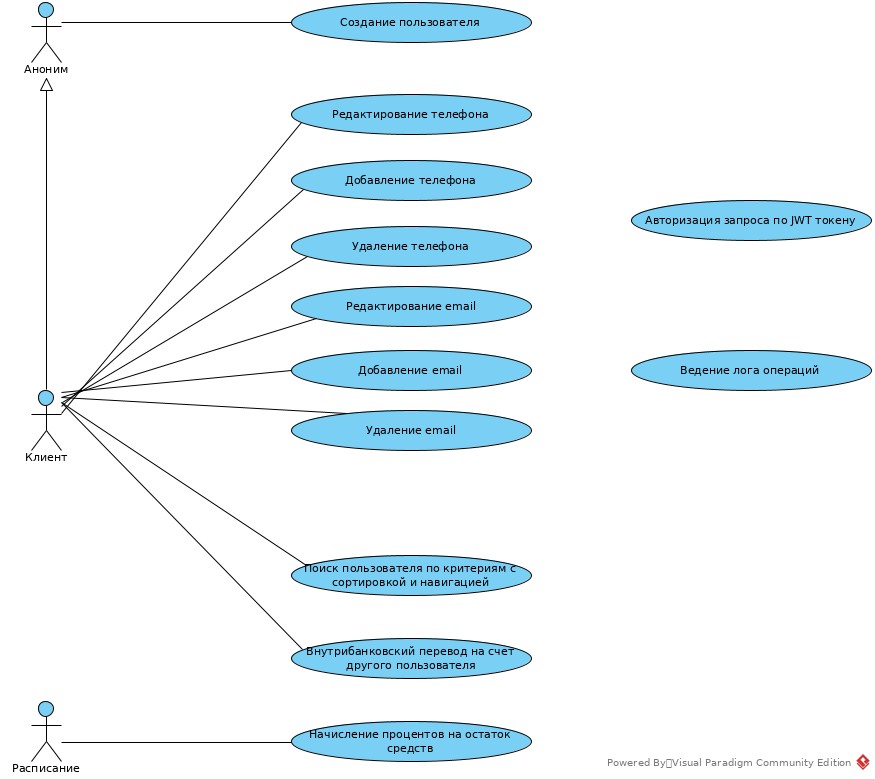 Создание пользователя
Аноним
Редактирование телефона
Добавление телефона
Удаление телефона
Авторизация запроса по JWT токену
Редактирование email
Добавление email
Ведение лога операций
Удаление email
Клиент
Поиск пользователя по критериям с
сортировкой и навигацией
Внутрибанковский перевод на счет
другого пользователя
Начисление процентов на остаток
средств
Расписание
Powered By Visual Paradigm Community Edition